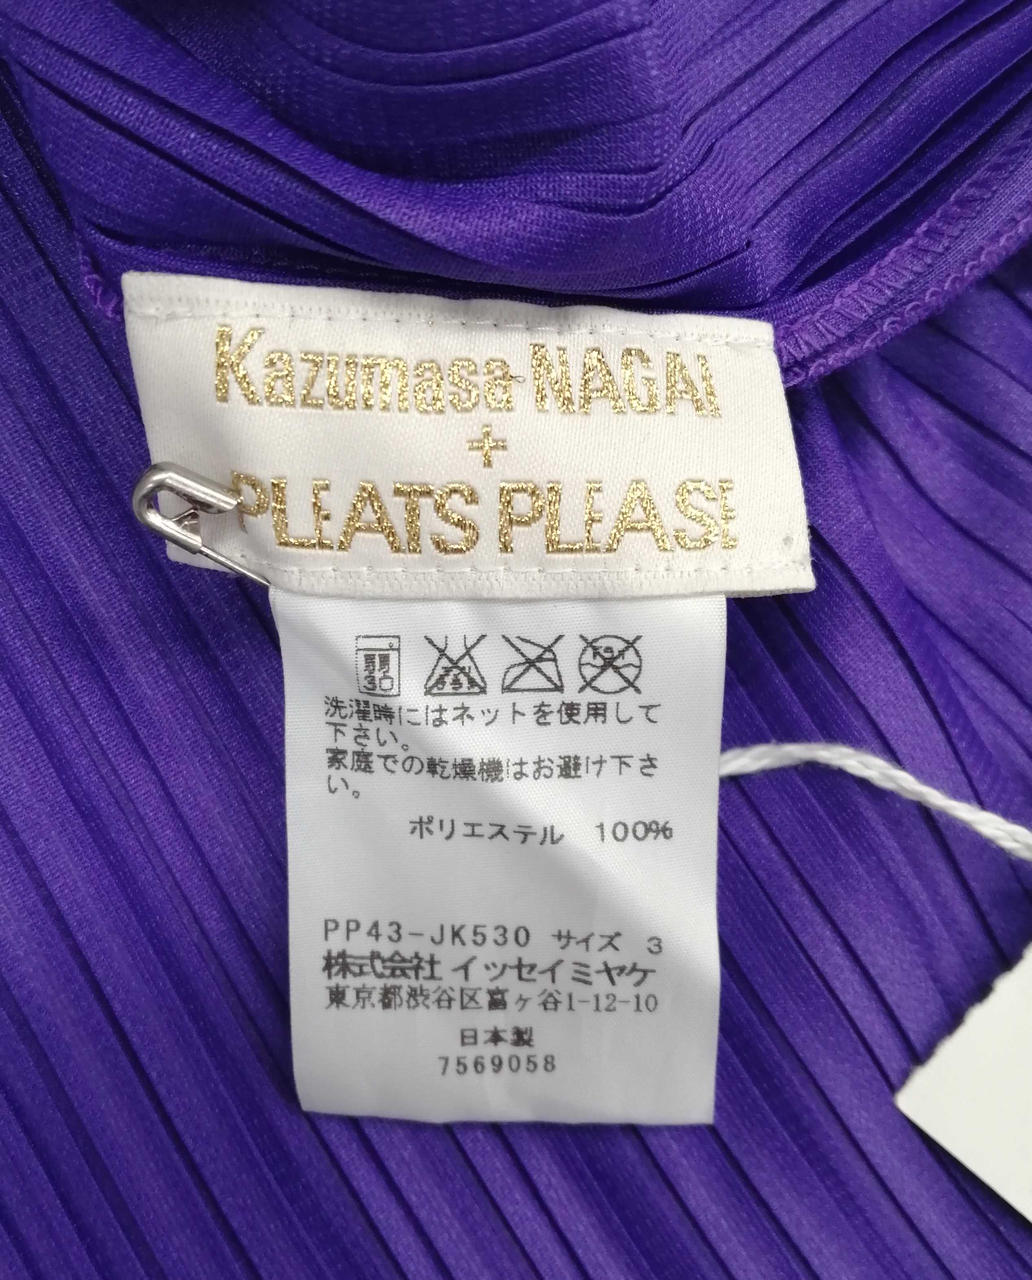 Kazumasa NAGAI
+
PLEATS PLEASE
弱
30
洗濯時にはネットを使用して
下さい。
家庭での乾燥機はお避け下さ
い。
ポリエステル 100%
PP43-JK530 サイズ 3
株式会社 イッセイミヤケ
東京都渋谷区富ヶ谷1-12-10
日本製
7569058